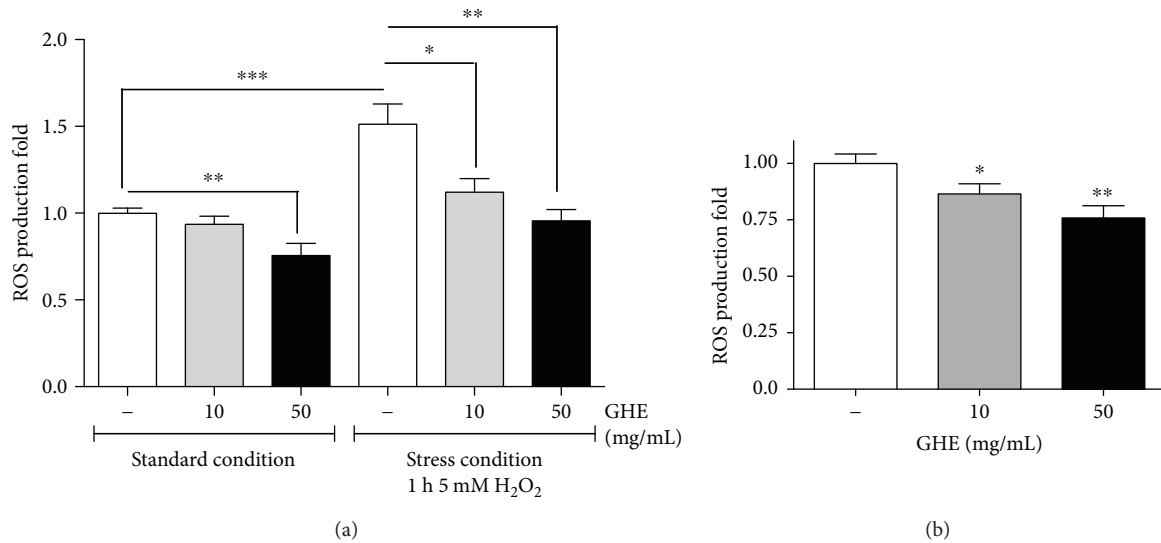 ROS production fold
2.0
1.5
1.0
0.5
0.0
***
**
*
**
– 10 50 – 10 50 GHE
(mg/mL)
Standard condition Stress condition
1 h 5 mM H₂O₂
(a)
ROS production fold
1.00
0.75
0.50
0.25
0.0
*
**
– 10 50
GHE (mg/mL)
(b)